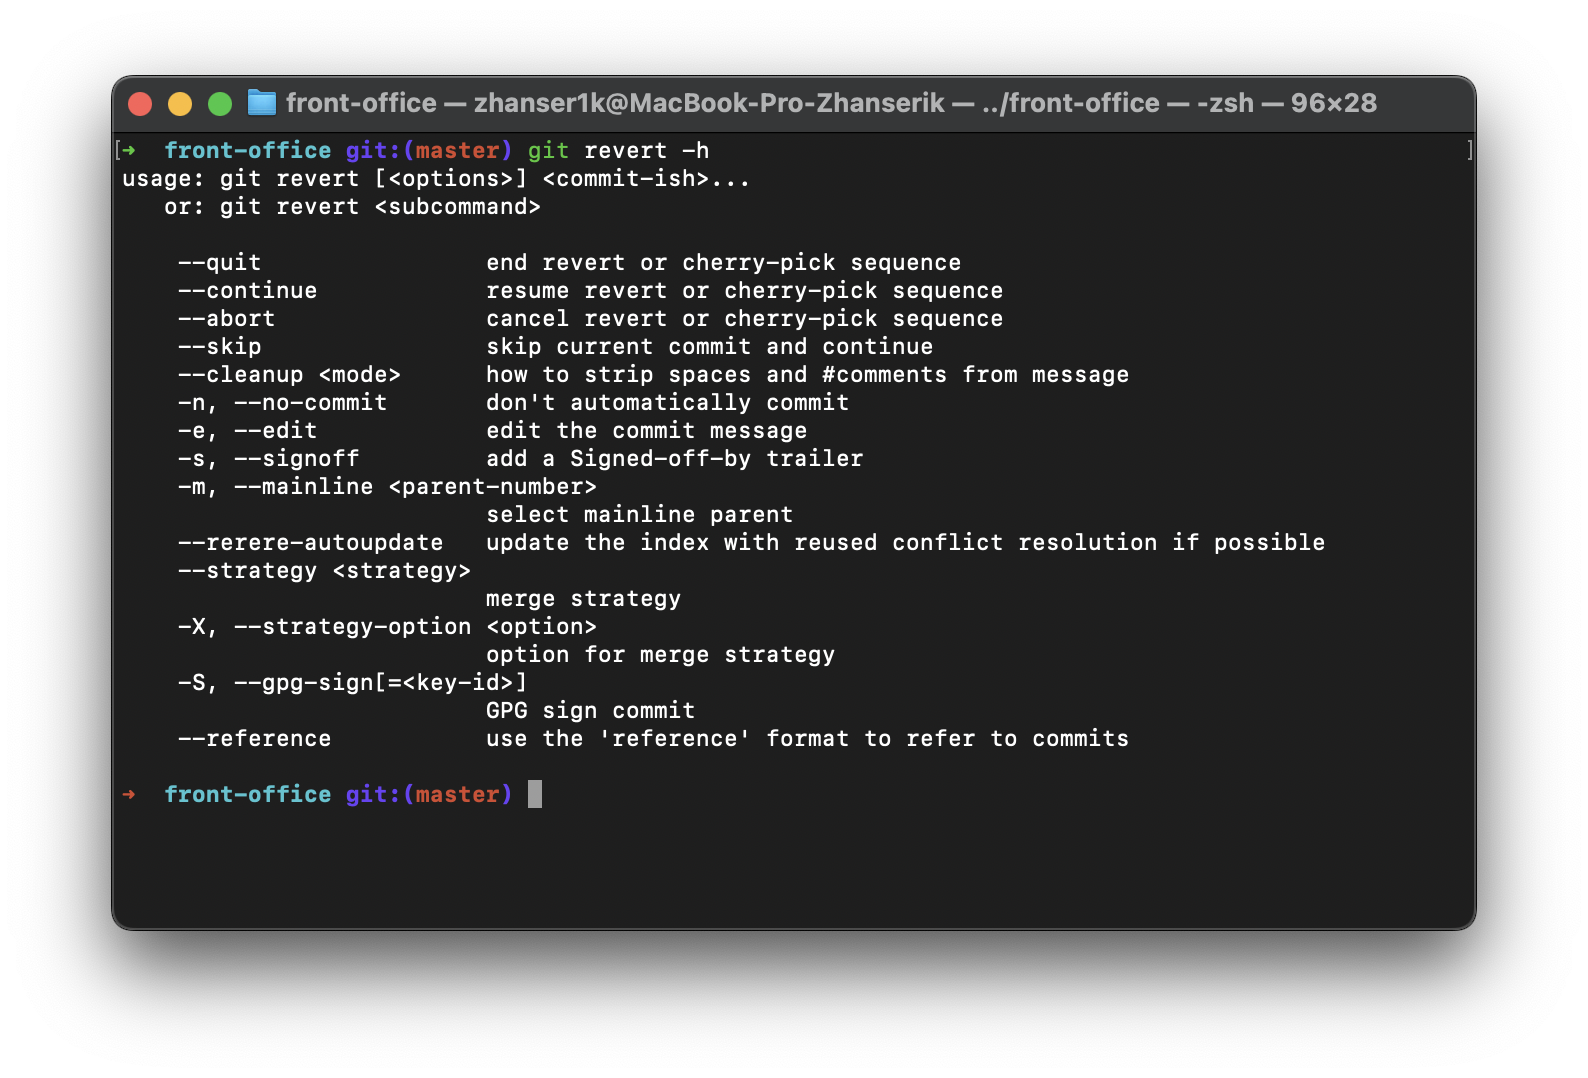 front-office — zhanser1k@MacBook-Pro-Zhanserik — ../front-office — -zsh — 96×28
[➜  front-office git:(master) git revert -h ]
usage: git revert [<options>] <commit-ish>...
   or: git revert <subcommand>

    --quit                end revert or cherry-pick sequence
    --continue            resume revert or cherry-pick sequence
    --abort               cancel revert or cherry-pick sequence
    --skip                skip current commit and continue
    --cleanup <mode>      how to strip spaces and #comments from message
    -n, --no-commit       don't automatically commit
    -e, --edit            edit the commit message
    -s, --signoff         add a Signed-off-by trailer
    -m, --mainline <parent-number>
                          select mainline parent
    --rerere-autoupdate   update the index with reused conflict resolution if possible
    --strategy <strategy>
                          merge strategy
    -X, --strategy-option <option>
                          option for merge strategy
    -S, --gpg-sign[=<key-id>]
                          GPG sign commit
    --reference           use the 'reference' format to refer to commits

➜  front-office git:(master)